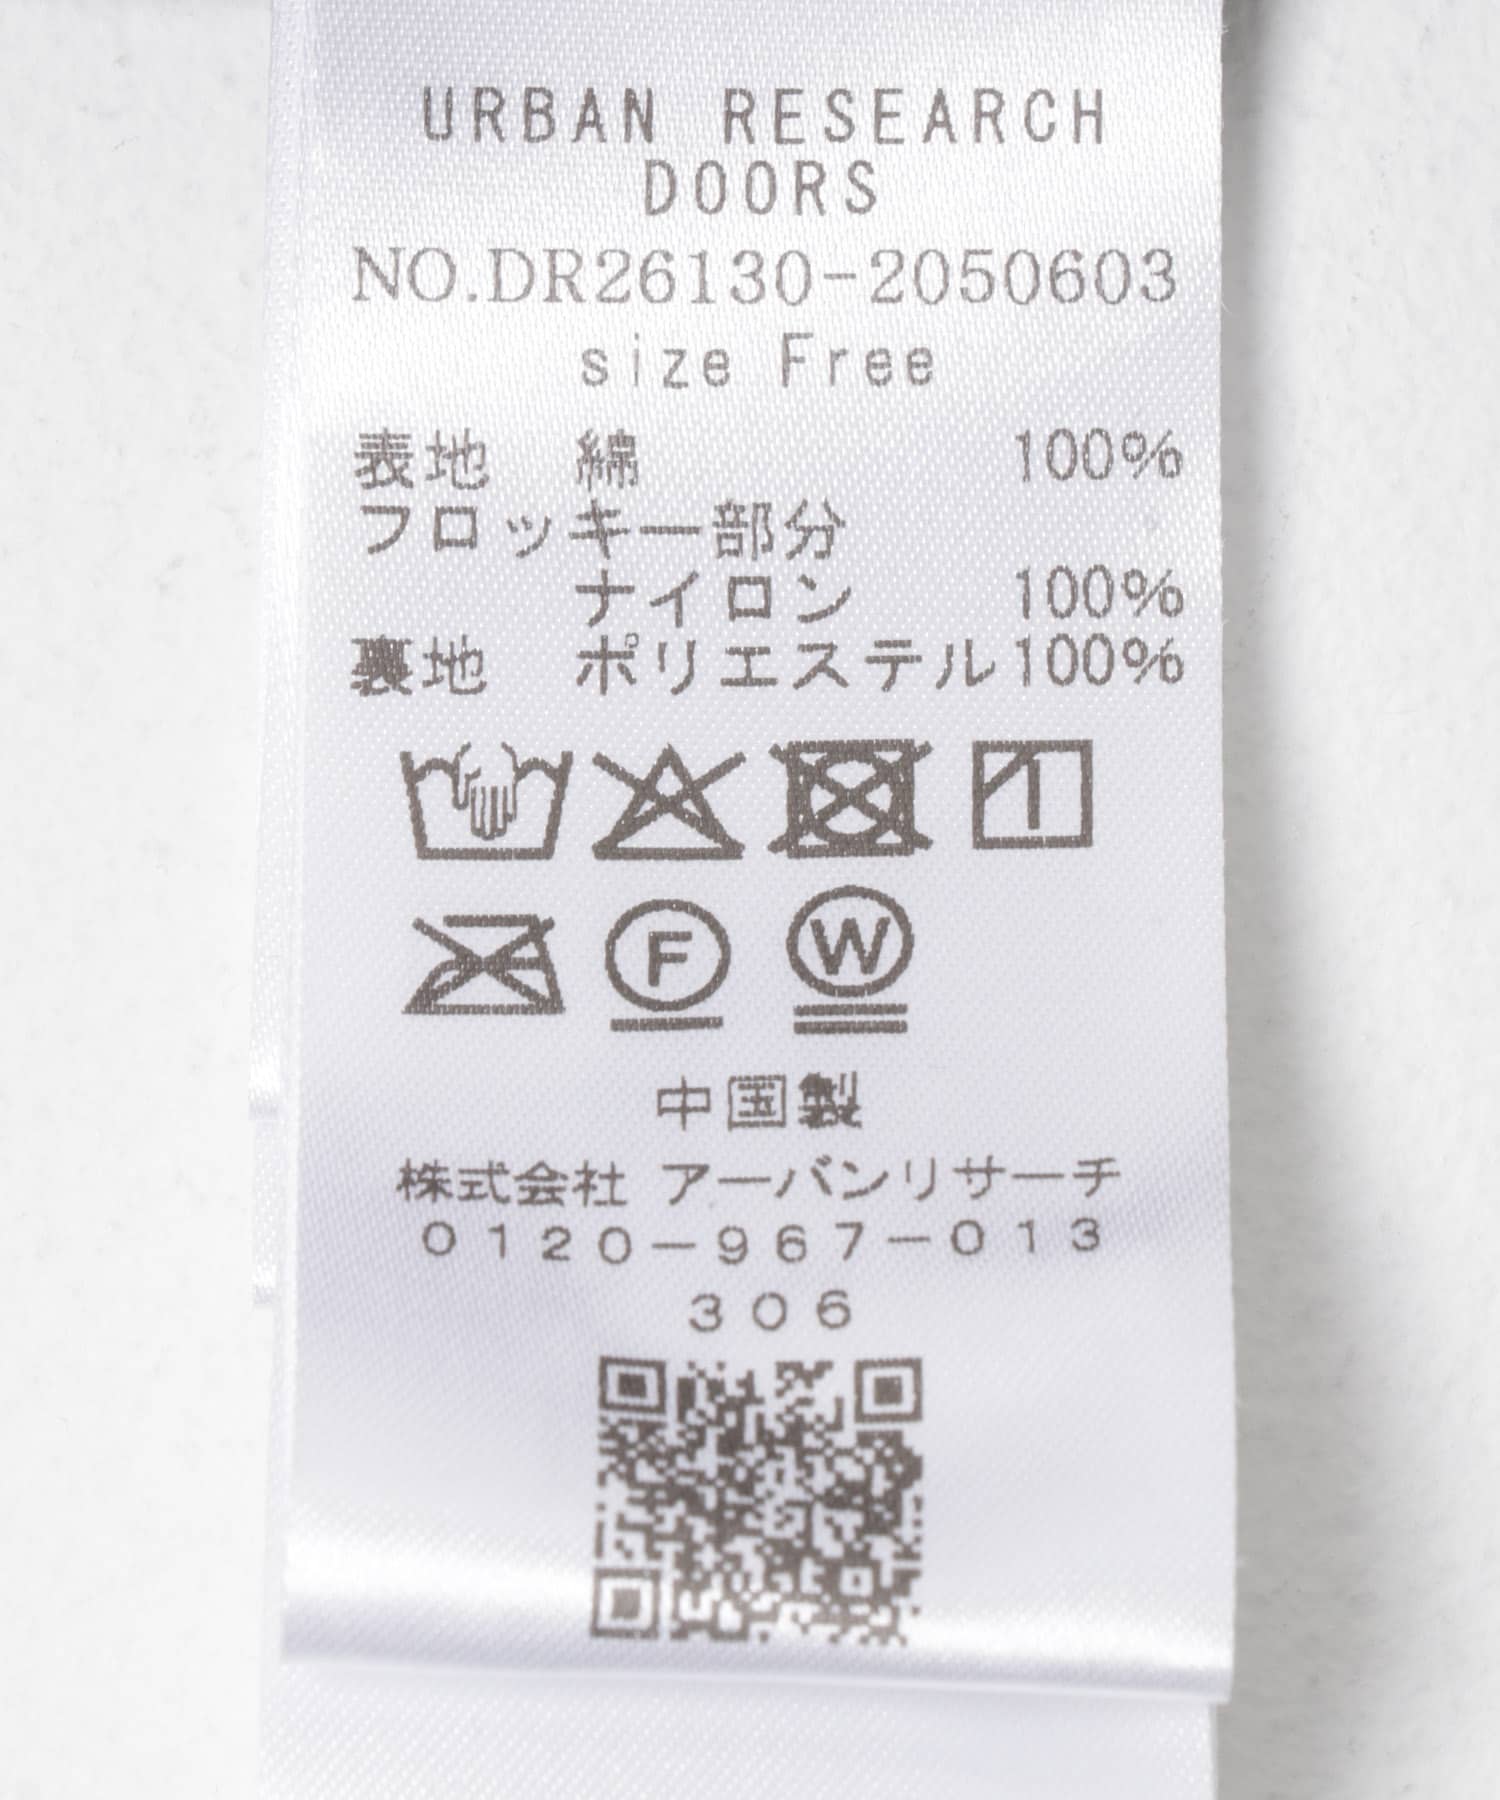 URBAN RESEARCH
DOORS
NO.DR26130-2050603
size Free
表地 綿 100%
フロッキー部分
ナイロン 100%
裏地 ポリエステル100%
F W
中国製
株式会社 アーバンリサーチ
0120-967-013
306